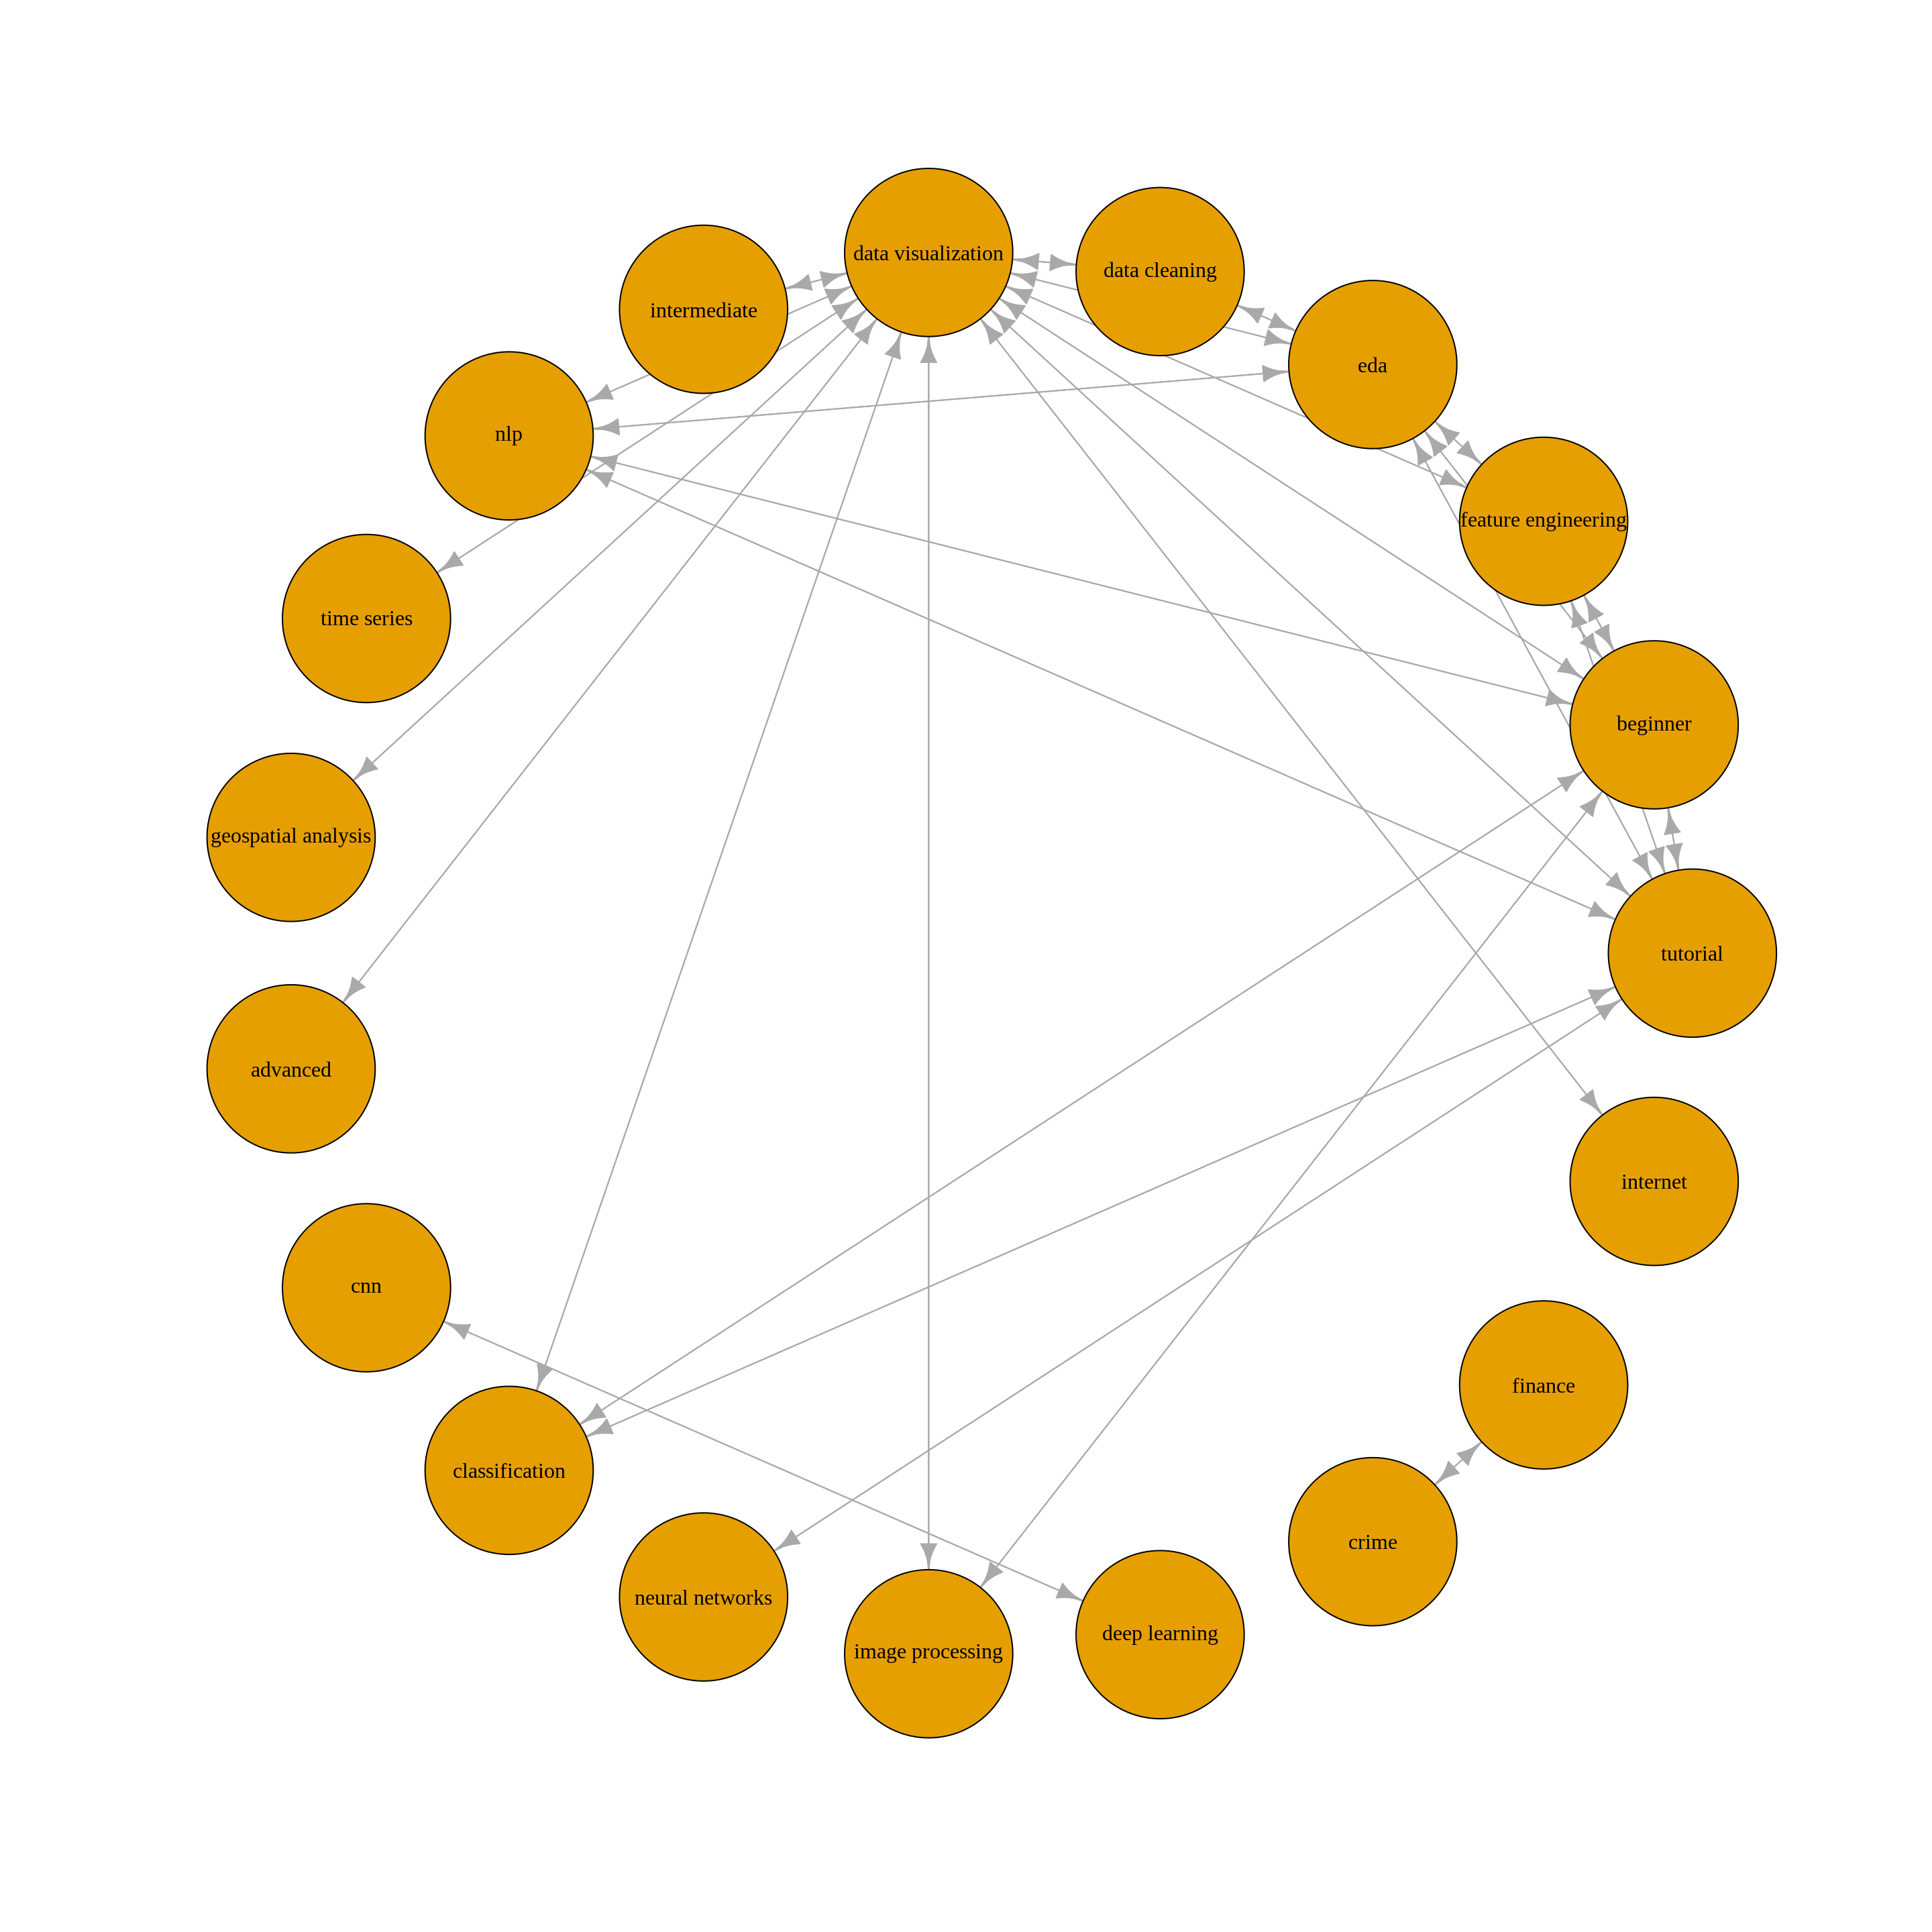 data visualization
data cleaning
intermediate
eda
nlp
feature engineering
time series
beginner
geospatial analysis
tutorial
advanced
internet
cnn
finance
classification
crime
neural networks
deep learning
image processing